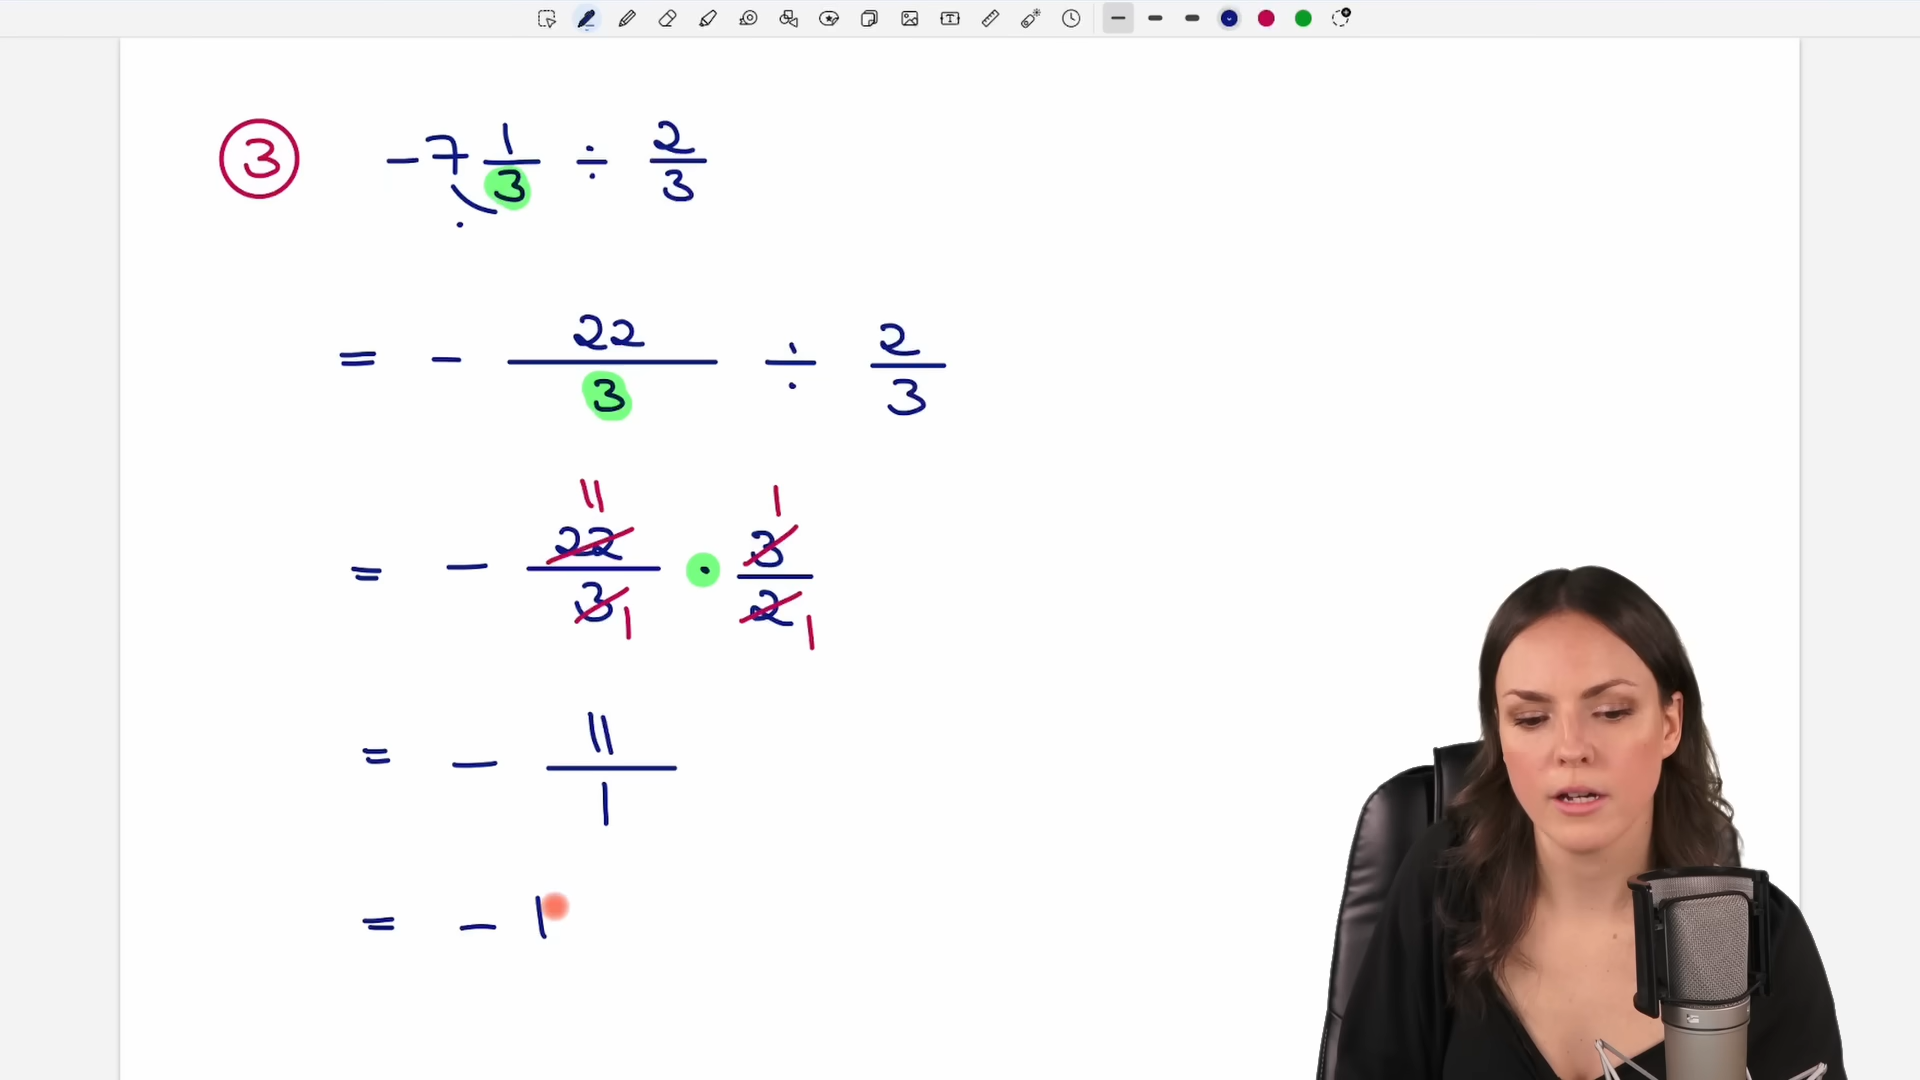 ③ -7 1/3 ÷ 2/3
·
= - 22/3 ÷ 2/3
11 1
= - 22/3 · 3/2
1 1
= - 11/1
= - 1